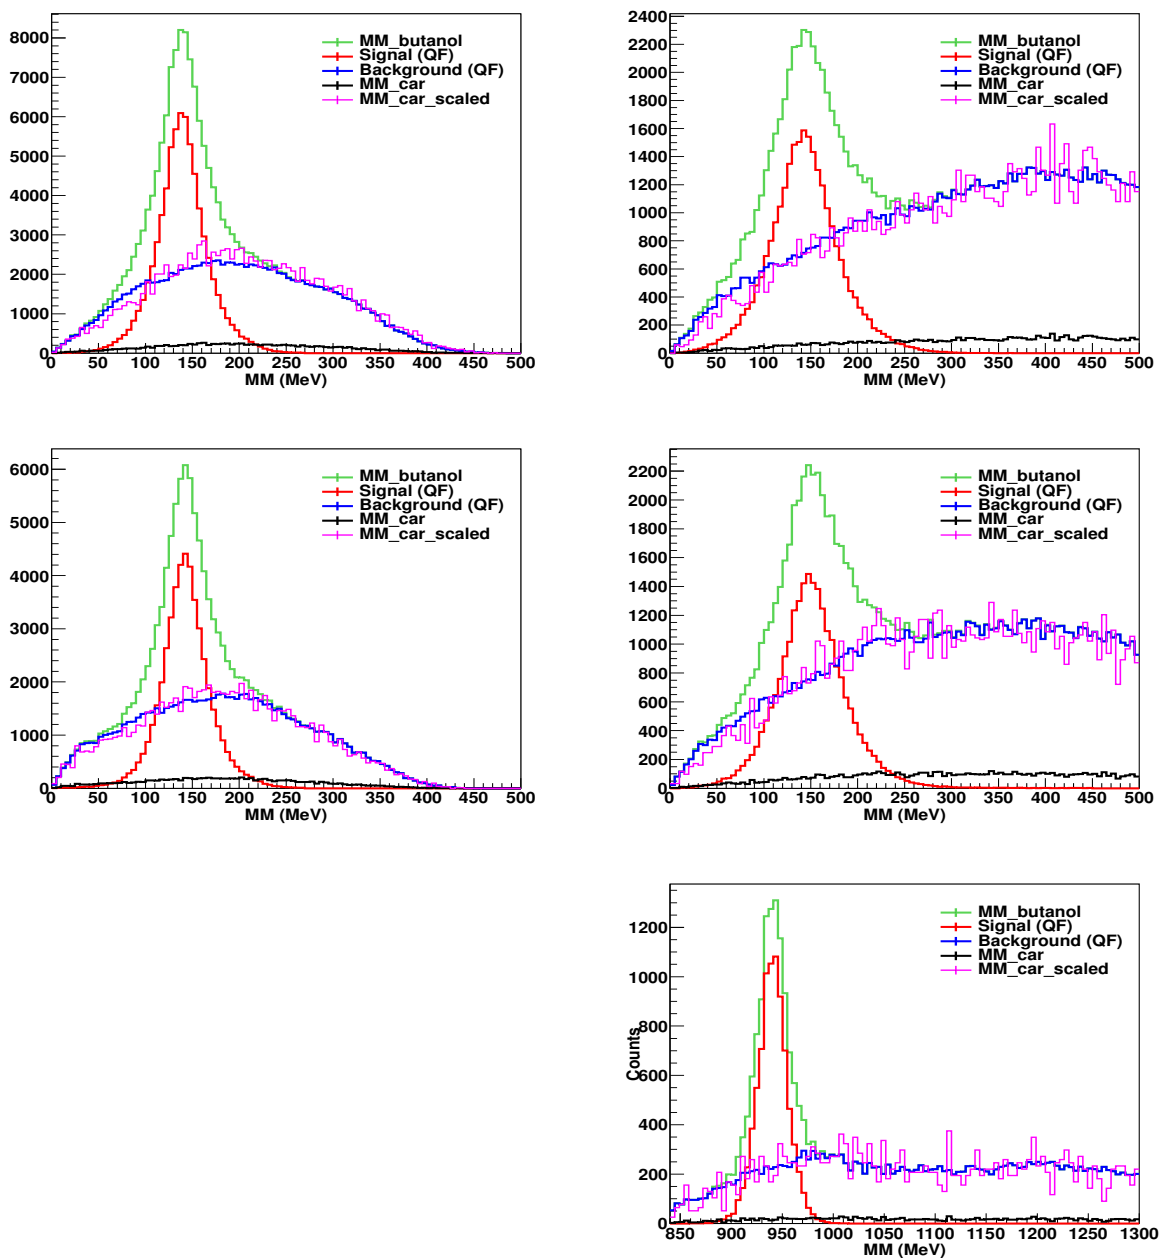 8000
7000
6000
5000
4000
3000
2000
1000
0
MM_butanol
Signal (QF)
Background (QF)
MM_car
MM_car_scaled
0 50 100 150 200 250 300 350 400 450 500
MM (MeV)
2400
2200
2000
1800
1600
1400
1200
1000
800
600
400
200
0
MM_butanol
Signal (QF)
Background (QF)
MM_car
MM_car_scaled
0 50 100 150 200 250 300 350 400 450 500
MM (MeV)
6000
5000
4000
3000
2000
1000
0
MM_butanol
Signal (QF)
Background (QF)
MM_car
MM_car_scaled
0 50 100 150 200 250 300 350 400 450 500
MM (MeV)
2200
2000
1800
1600
1400
1200
1000
800
600
400
200
0
MM_butanol
Signal (QF)
Background (QF)
MM_car
MM_car_scaled
0 50 100 150 200 250 300 350 400 450 500
MM (MeV)
Counts
1200
1000
800
600
400
200
0
MM_butanol
Signal (QF)
Background (QF)
MM_car
MM_car_scaled
850 900 950 1000 1050 1100 1150 1200 1250 1300
MM (MeV)